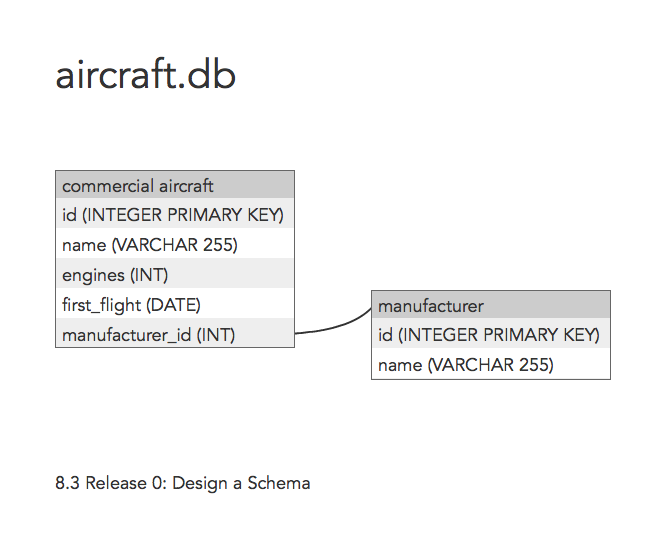 aircraft.db
commercial aircraft
id (INTEGER PRIMARY KEY)
name (VARCHAR 255)
engines (INT)
first_flight (DATE)
manufacturer_id (INT)
manufacturer
id (INTEGER PRIMARY KEY)
name (VARCHAR 255)
8.3 Release 0: Design a Schema